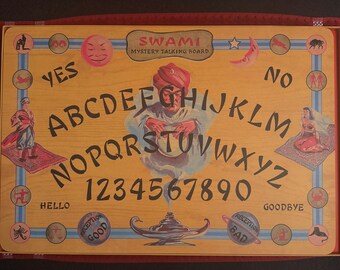 SWAMI
MYSTERY TALKING BOARD
YES
NO
ABCDEFGHIJKLM
NOPQRSTUVWXYZ
1234567890
HELLO
GOODBYE
GOOD
BAD